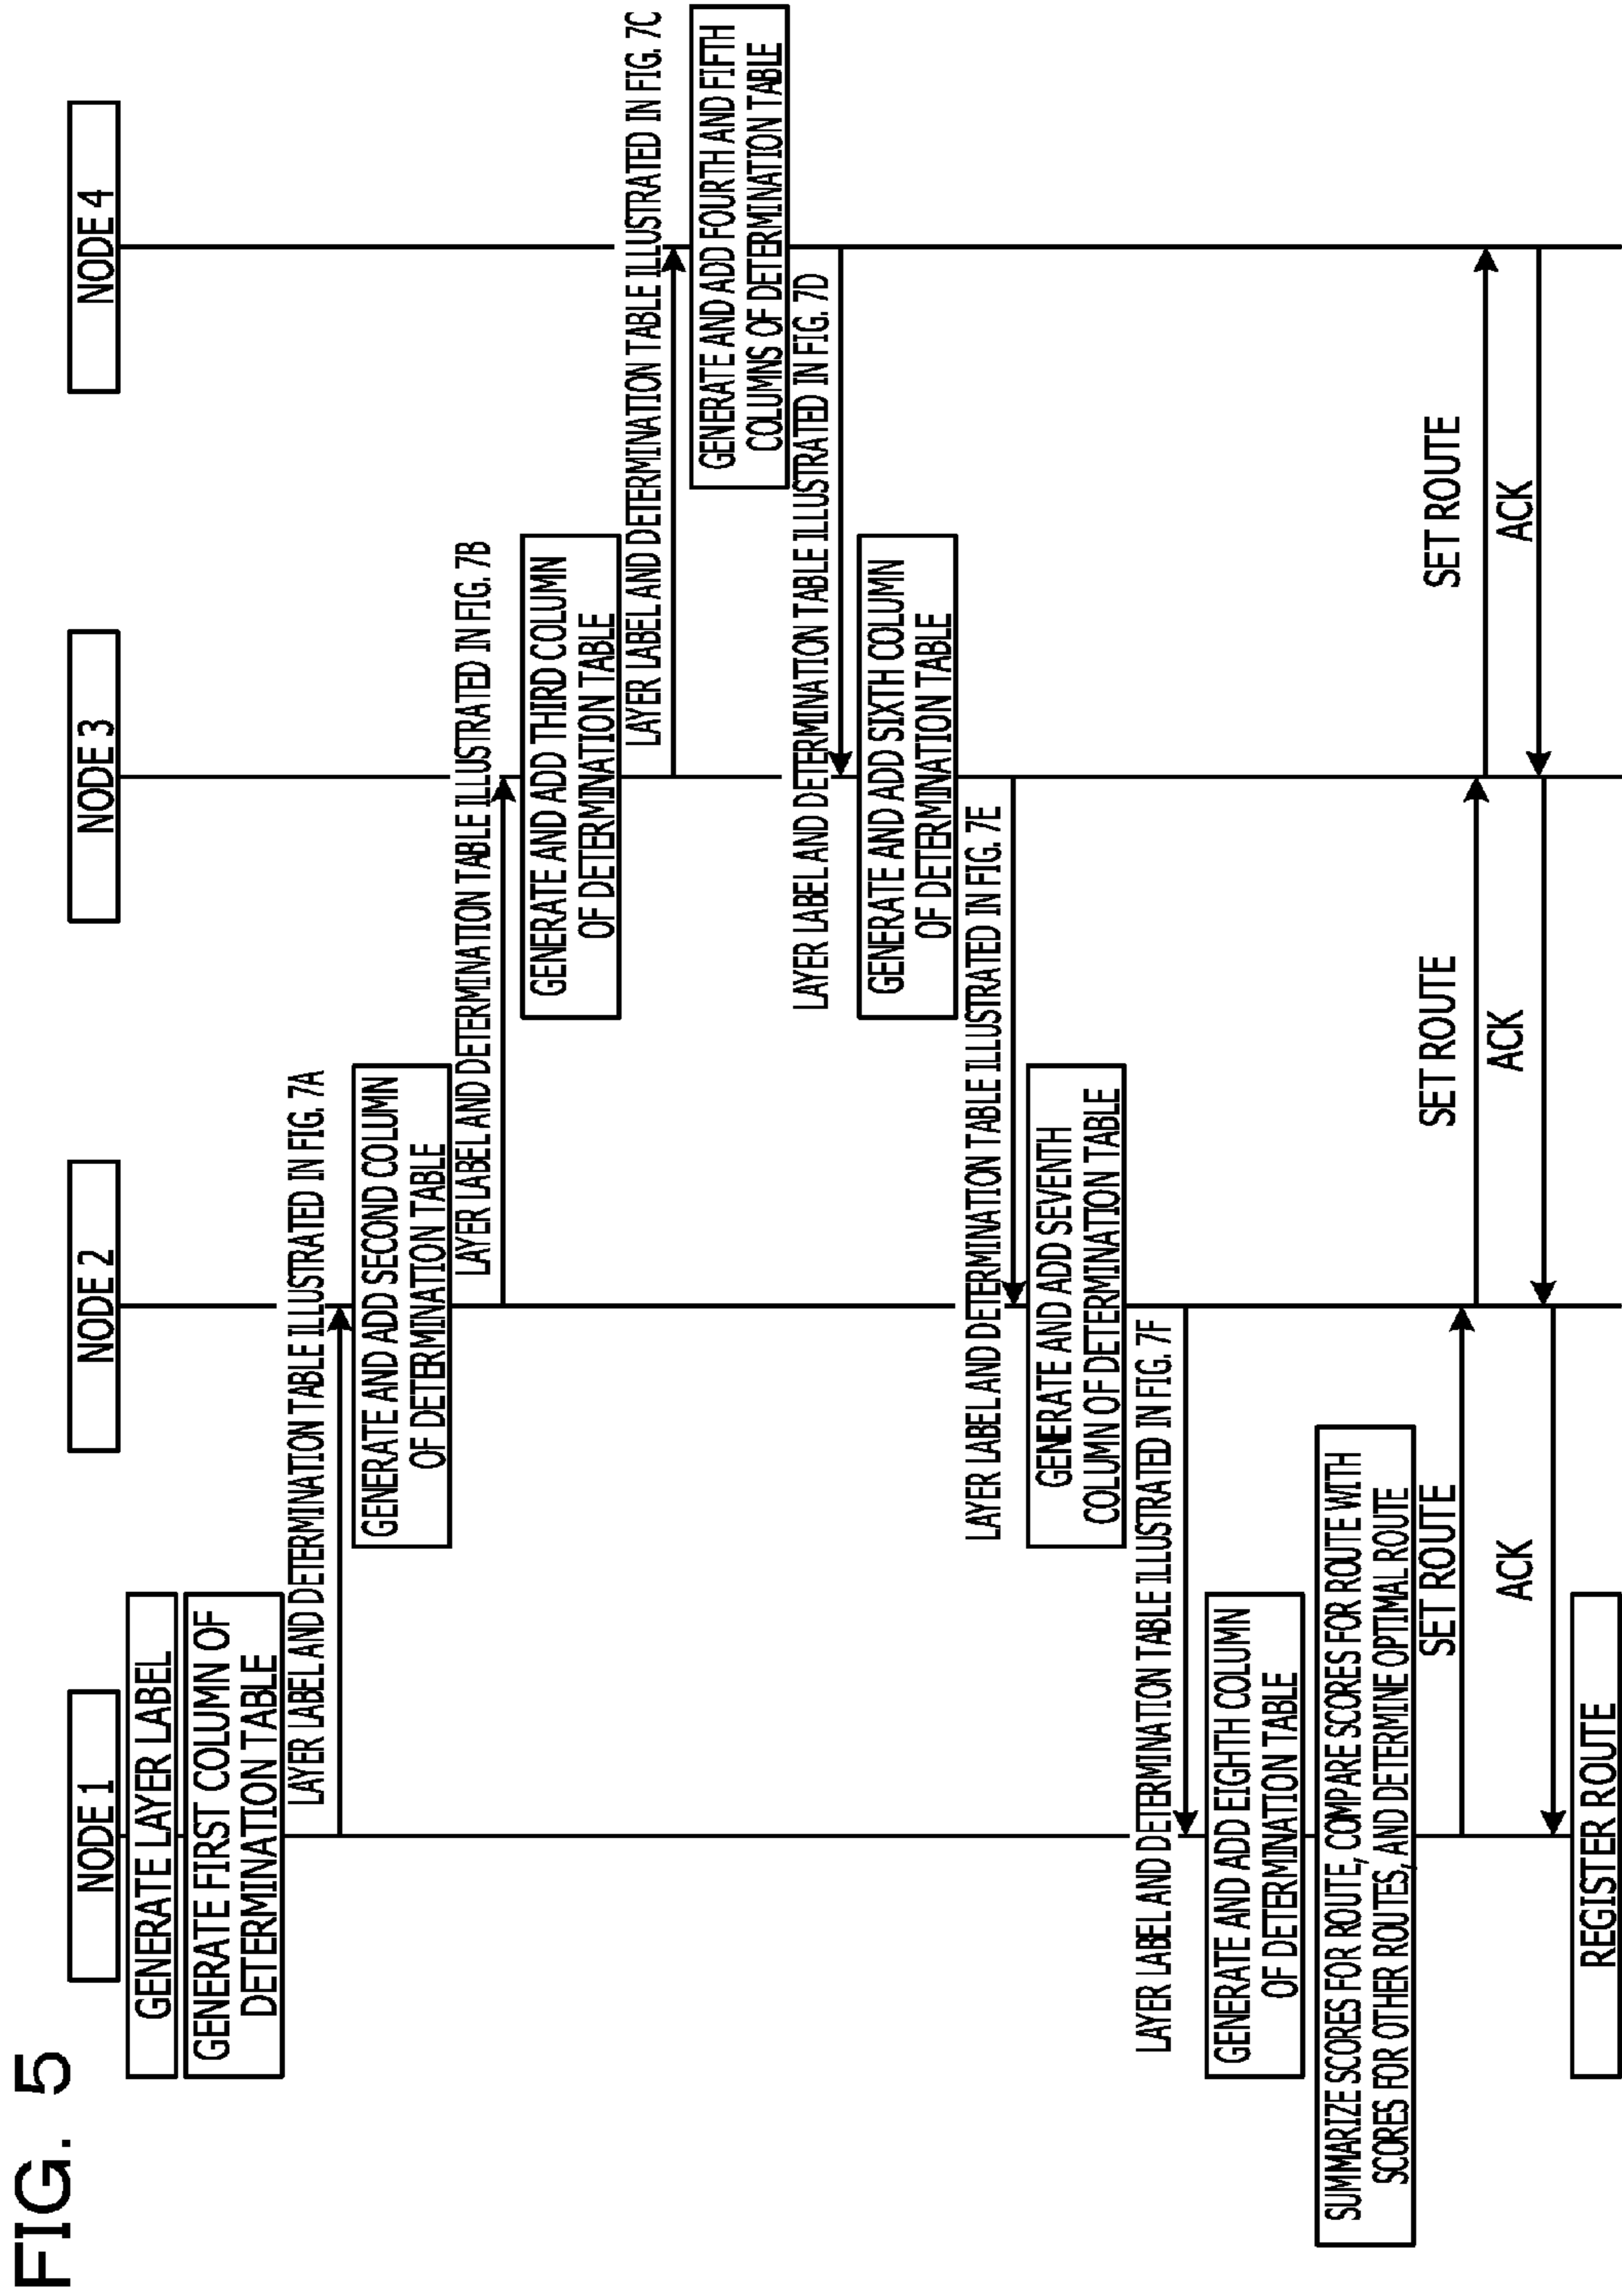 FIG. 5
NODE 1
NODE 2
NODE 3
NODE 4
GENERATE LAYER LABEL
GENERATE FIRST COLUMN OF
DETERMINATION TABLE
LAYER LABEL AND DETERMINATION TABLE ILLUSTRATED IN FIG. 7A
GENERATE AND ADD SECOND COLUMN
OF DETERMINATION TABLE
LAYER LABEL AND DETERMINATION TABLE ILLUSTRATED IN FIG. 7B
GENERATE AND ADD THIRD COLUMN
OF DETERMINATION TABLE
LAYER LABEL AND DETERMINATION TABLE ILLUSTRATED IN FIG. 7C
GENERATE AND ADD FOURTH AND FIFTH
COLUMNS OF DETERMINATION TABLE
LAYER LABEL AND DETERMINATION TABLE ILLUSTRATED IN FIG. 7D
GENERATE AND ADD SIXTH COLUMN
OF DETERMINATION TABLE
LAYER LABEL AND DETERMINATION TABLE ILLUSTRATED IN FIG. 7E
GENERATE AND ADD SEVENTH
COLUMN OF DETERMINATION TABLE
LAYER LABEL AND DETERMINATION TABLE ILLUSTRATED IN FIG. 7F
GENERATE AND ADD EIGHTH COLUMN
OF DETERMINATION TABLE
SUMMARIZE SCORES FOR ROUTE, COMPARE SCORES FOR ROUTE WITH
SCORES FOR OTHER ROUTES, AND DETERMINE OPTIMAL ROUTE
SET ROUTE
SET ROUTE
SET ROUTE
ACK
ACK
ACK
REGISTER ROUTE